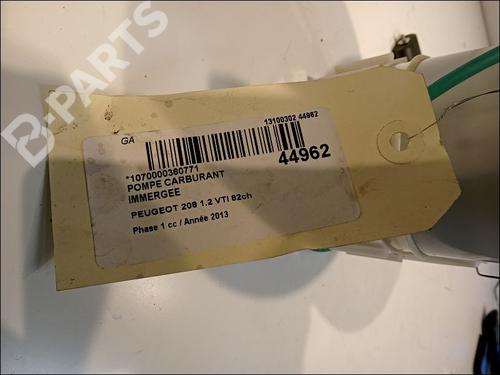 B-PARTS
GA
13100302 44962
*1070000360771
44962
POMPE CARBURANT
IMMERGEE
PEUGEOT 208 1.2 VTI 82ch
Phase 1 cc / Année 2013